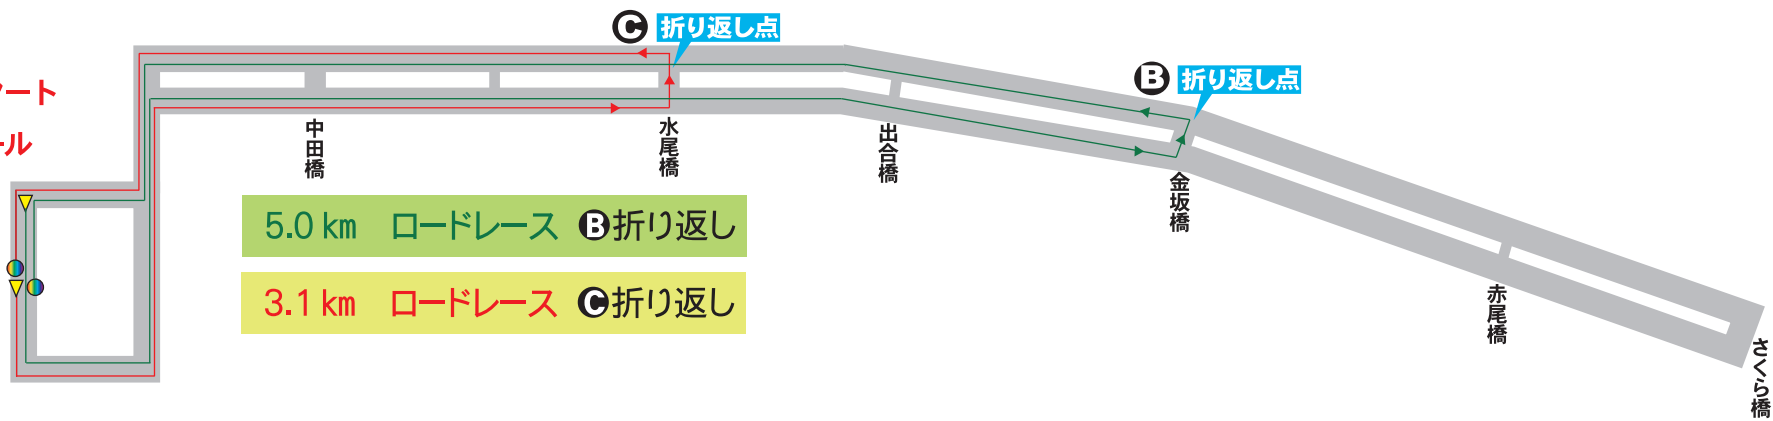 C 折り返し点
B 折り返し点
ート
ール
中田橋
水尾橋
出合橋
金坂橋
赤尾橋
さくら橋
5.0 km ロードレース B折り返し
3.1 km ロードレース C折り返し